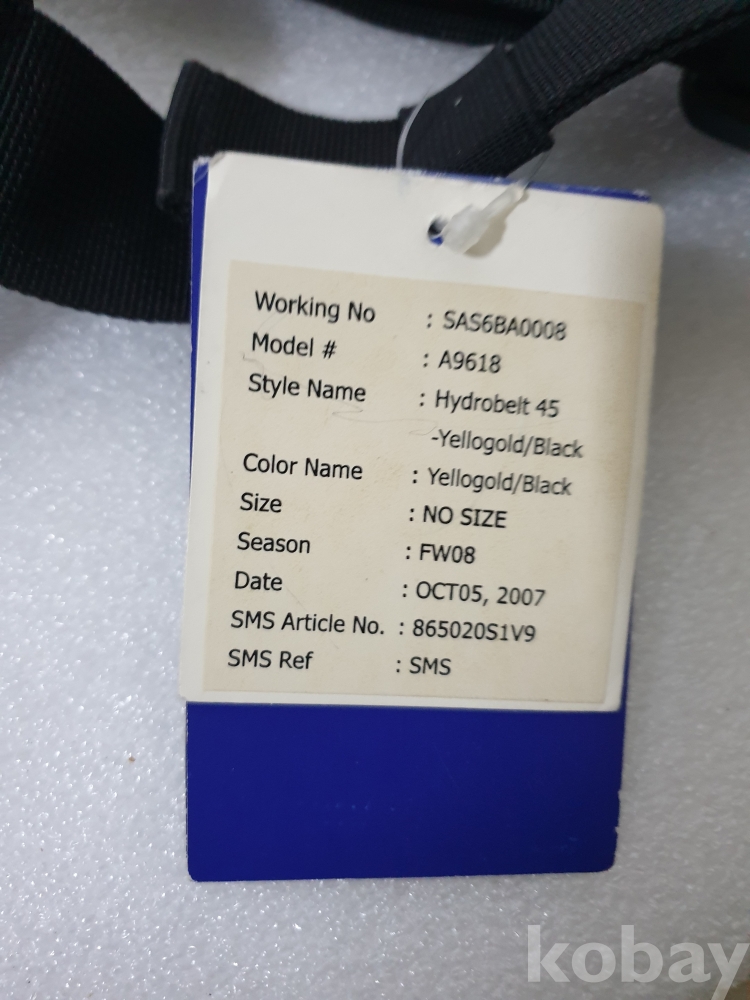 Working No : SAS6BA0008
Model # : A9618
Style Name : Hydrobelt 45
-Yellogold/Black
Color Name : Yellogold/Black
Size : NO SIZE
Season : FW08
Date : OCT05, 2007
SMS Article No. : 865020S1V9
SMS Ref : SMS
kobay